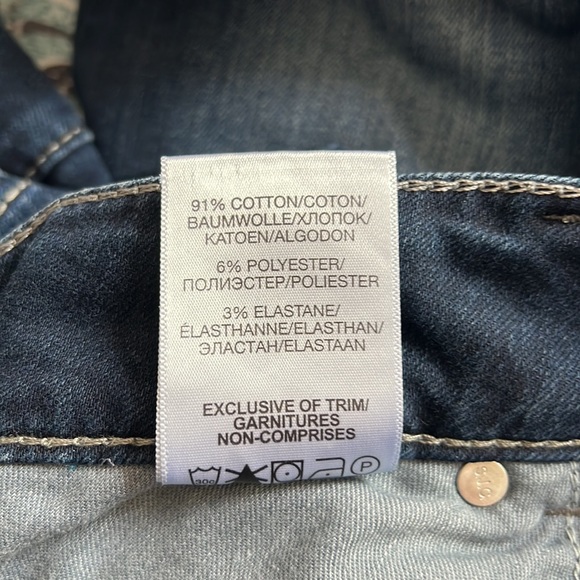 91% COTTON/COTON/
BAUMWOLLE/ХЛОПОК/
KATOEN/ALGODON
6% POLYESTER/
ПОЛИЭСТЕР/POLIESTER
3% ELASTANE/
ÉLASTHANNE/ELASTHAN/
ЭЛАСТАН/ELASTAAN
EXCLUSIVE OF TRIM/
GARNITURES
NON-COMPRISES
30c
P